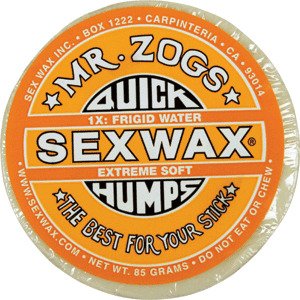 SEX WAX INC. • BOX 1222 • CARPINTERIA • CA • 93014
MR. ZOGS
QUICK
1X: FRIGID WATER
SEXWAX®
EXTREME SOFT
HUMPS
★THE BEST FOR YOUR STICK★
• WWW.SEXWAX.COM • NET WT. 85 GRAMS • DO NOT EAT OR CHEW •